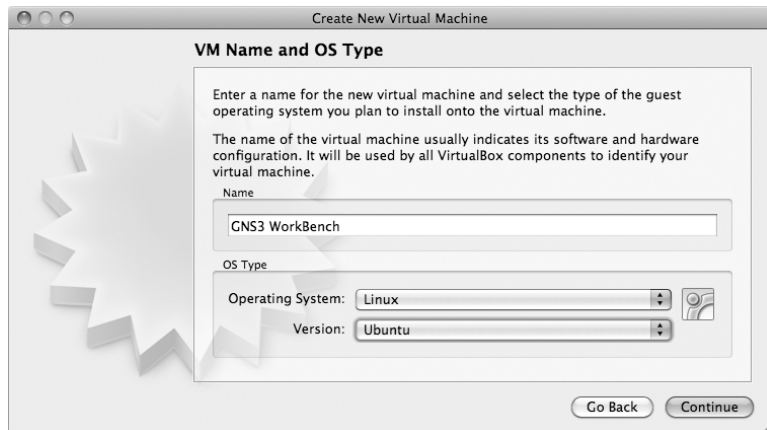 Create New Virtual Machine
VM Name and OS Type
Enter a name for the new virtual machine and select the type of the guest
operating system you plan to install onto the virtual machine.
The name of the virtual machine usually indicates its software and hardware
configuration. It will be used by all VirtualBox components to identify your
virtual machine.
Name
GNS3 WorkBench
OS Type
Operating System: Linux
Version: Ubuntu
Go Back Continue